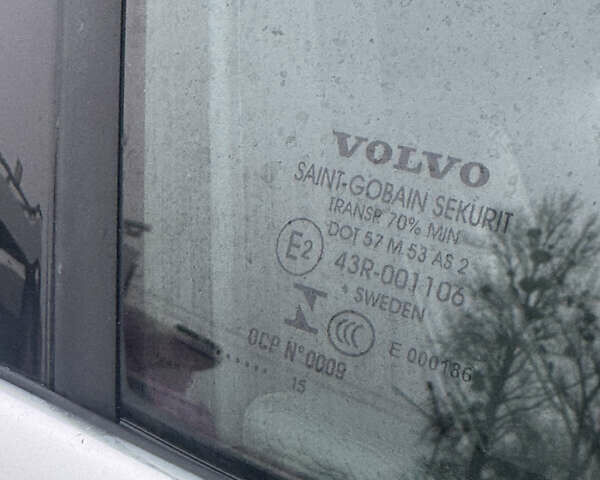 VOLVO
SAINT-GOBAIN SEKURIT
TRANSP. 70% MIN
DOT 57 M 53 AS 2
E2 43R-001106
* SWEDEN
CCC E 000186
OCP N°0009
.......
15